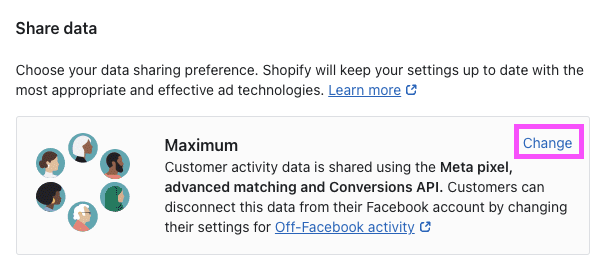 Share data
Choose your data sharing preference. Shopify will keep your settings up to date with the
most appropriate and effective ad technologies. Learn more
Maximum
Change
Customer activity data is shared using the Meta pixel,
advanced matching and Conversions API. Customers can
disconnect this data from their Facebook account by changing
their settings for Off-Facebook activity